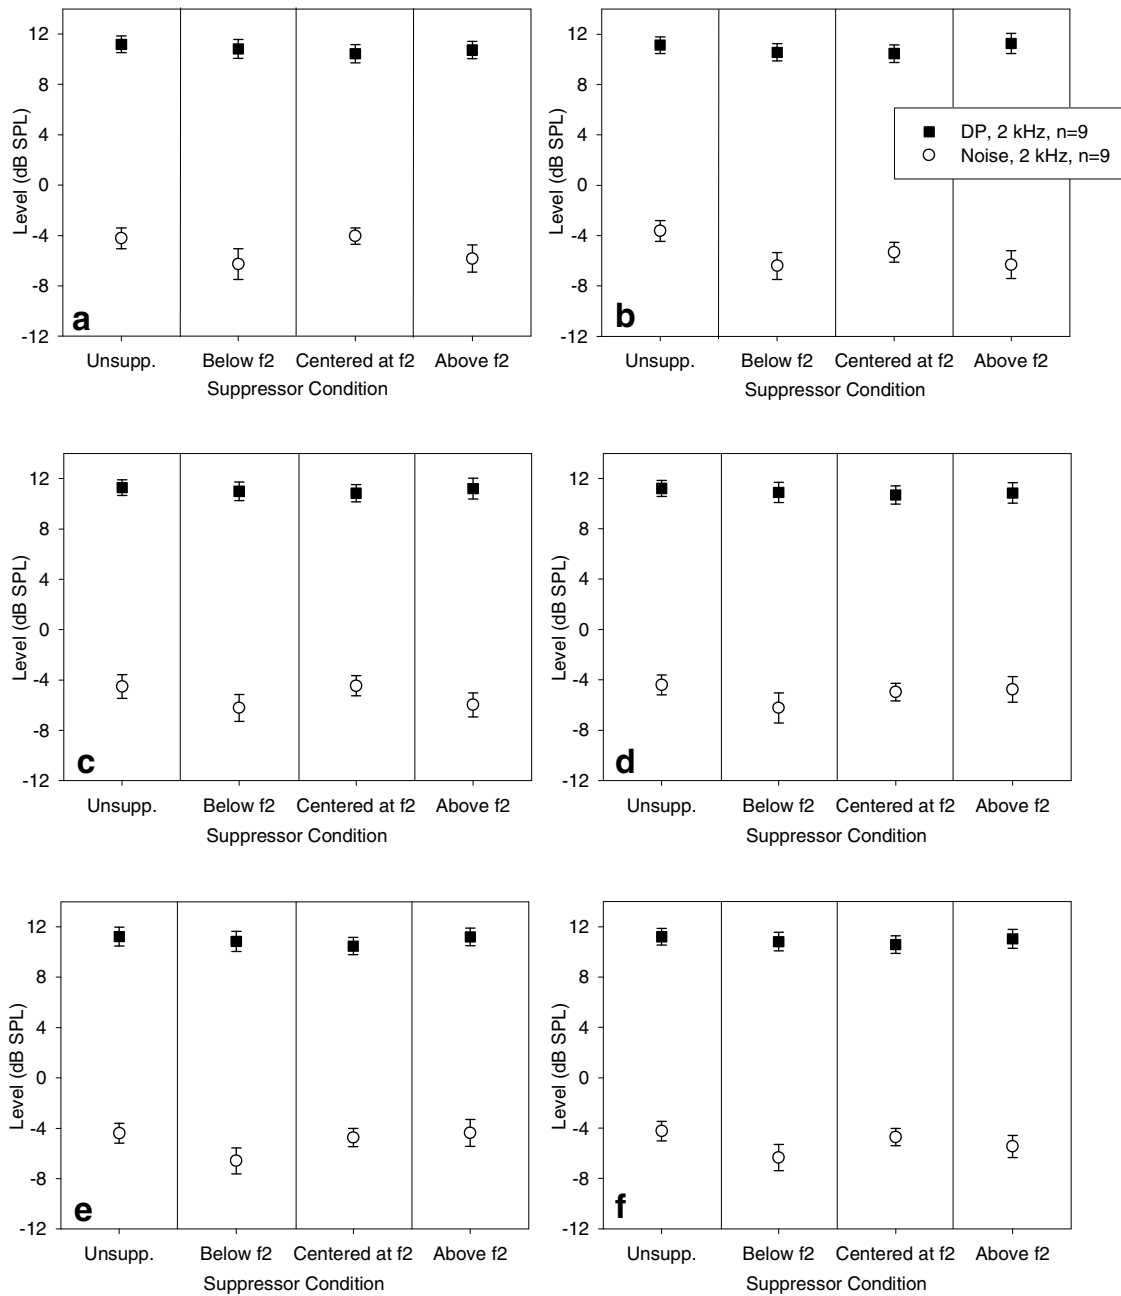 12
8
4
0
-4
-8
-12
Level (dB SPL)
a
Unsupp. Below f2 Centered at f2 Above f2
Suppressor Condition
12
8
4
0
-4
-8
-12
Level (dB SPL)
DP, 2 kHz, n=9
Noise, 2 kHz, n=9
b
Unsupp. Below f2 Centered at f2 Above f2
Suppressor Condition
12
8
4
0
-4
-8
-12
Level (dB SPL)
c
Unsupp. Below f2 Centered at f2 Above f2
Suppressor Condition
12
8
4
0
-4
-8
-12
Level (dB SPL)
d
Unsupp. Below f2 Centered at f2 Above f2
Suppressor Condition
12
8
4
0
-4
-8
-12
Level (dB SPL)
e
Unsupp. Below f2 Centered at f2 Above f2
Suppressor Condition
12
8
4
0
-4
-8
-12
Level (dB SPL)
f
Unsupp. Below f2 Centered at f2 Above f2
Suppressor Condition